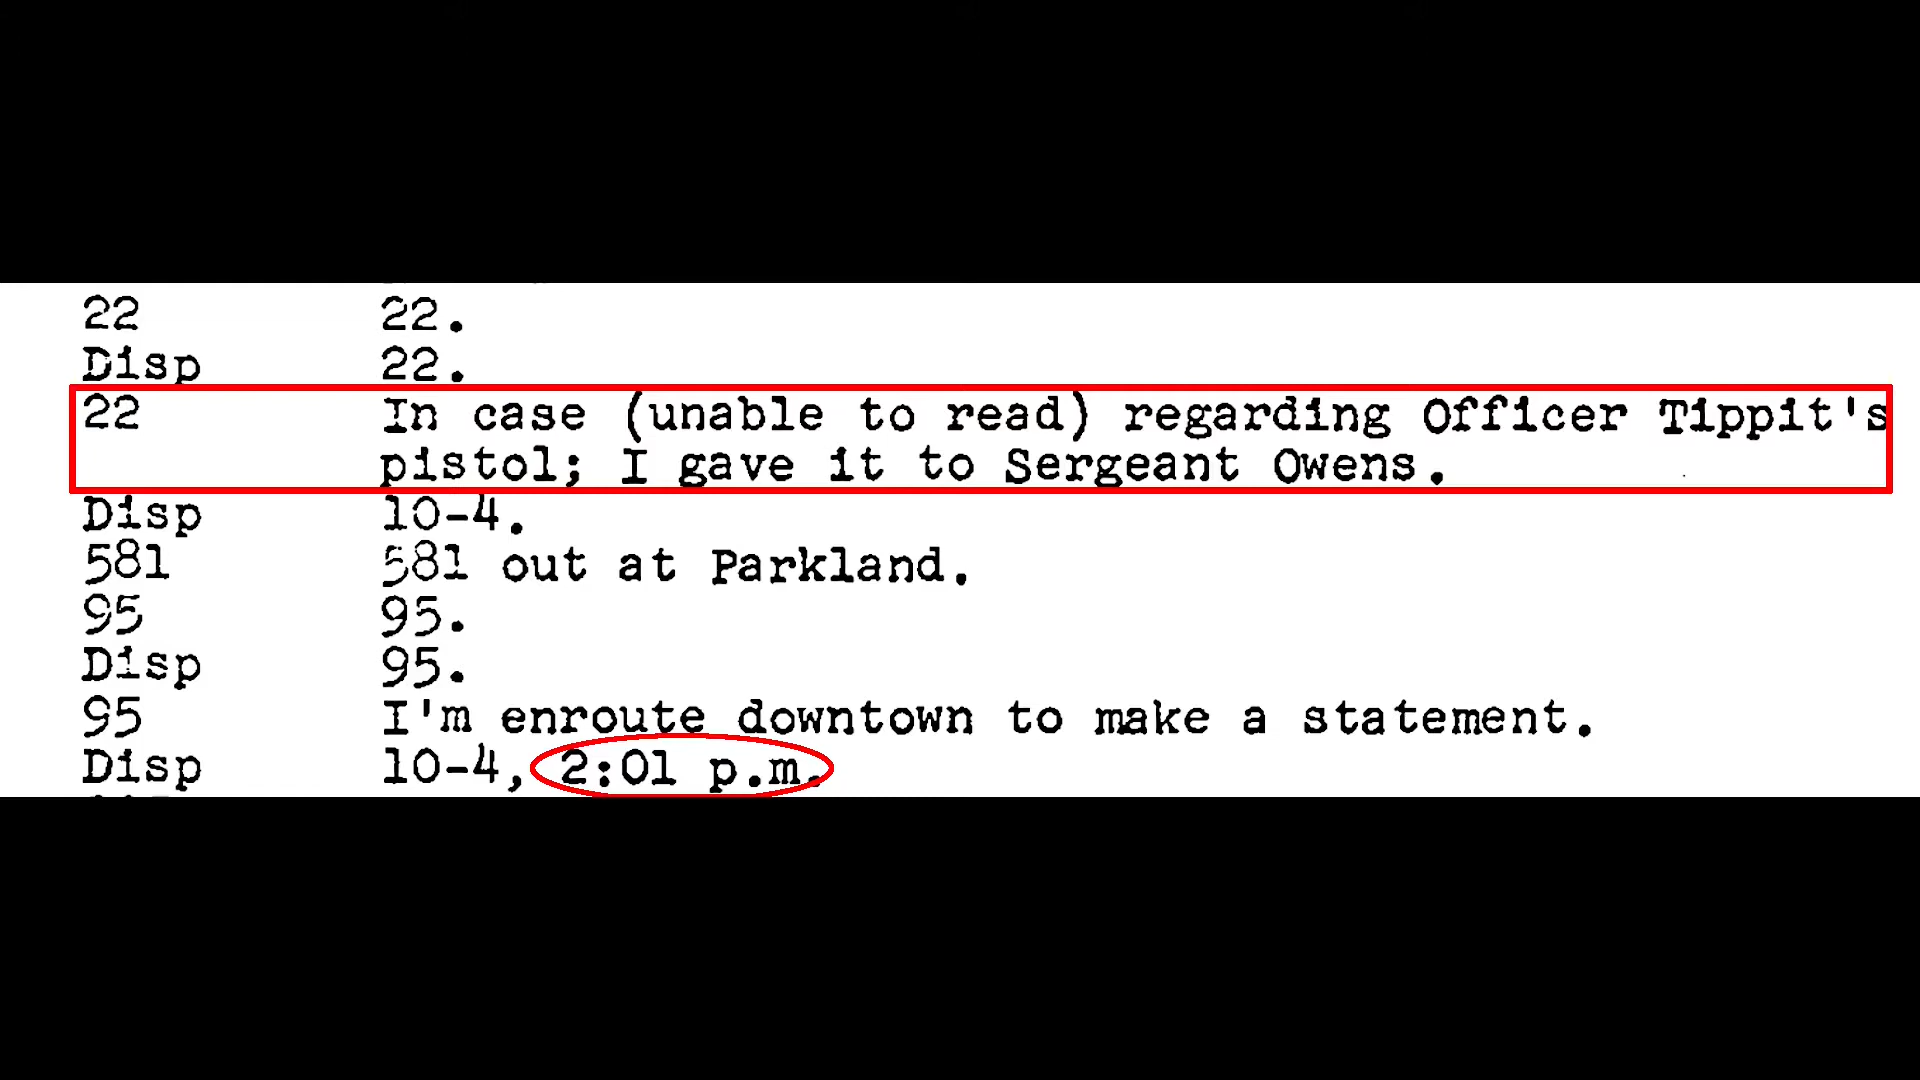 22 22.
Disp 22.
22 In case (unable to read) regarding Officer Tippit's
pistol; I gave it to Sergeant Owens.
Disp 10-4.
581 581 out at Parkland.
95 95.
Disp 95.
95 I'm enroute downtown to make a statement.
Disp 10-4, 2:01 p.m.